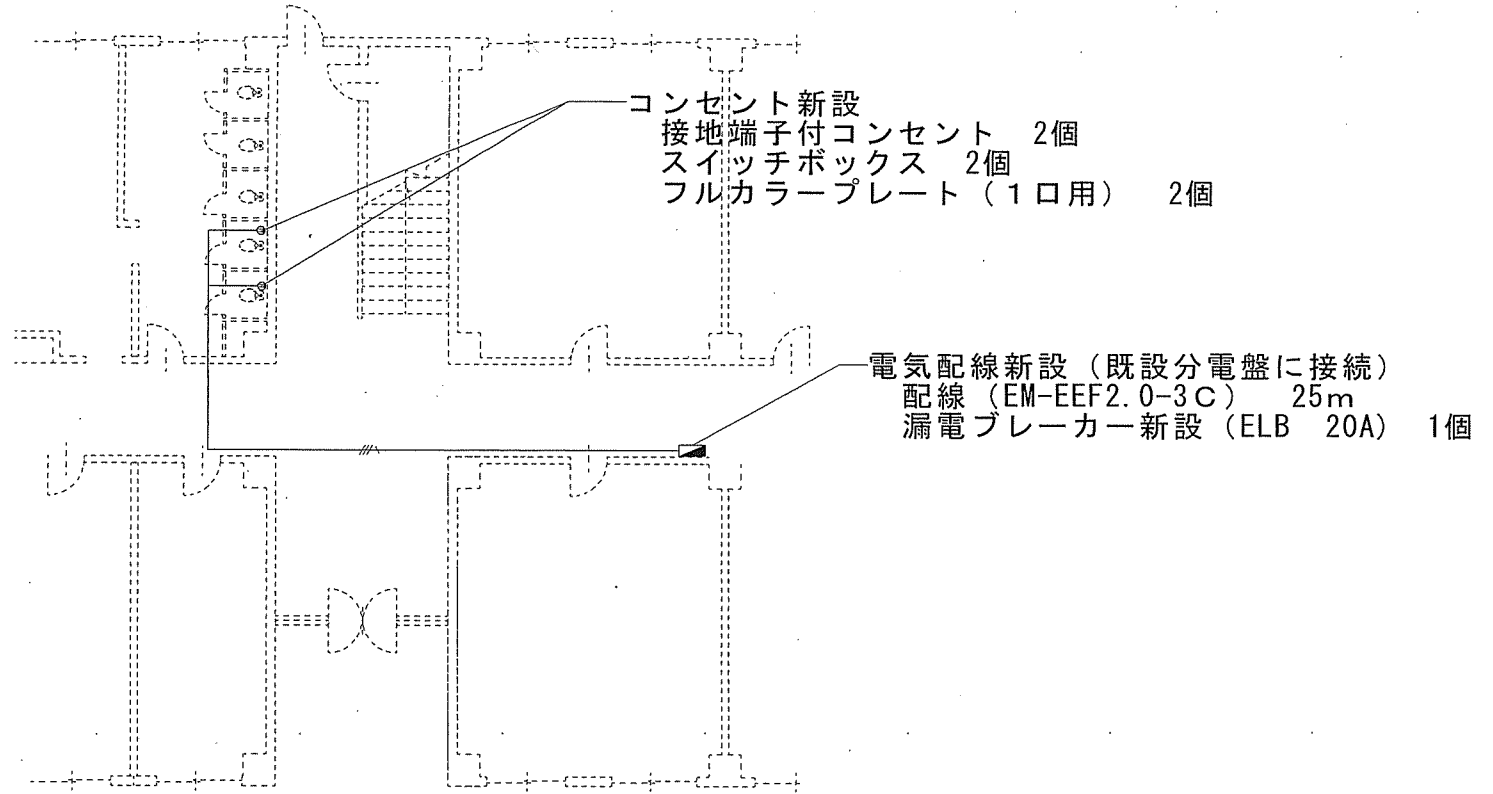 コンセント新設
接地端子付コンセント　2個
スイッチボックス　2個
フルカラープレート（１口用）　2個
電気配線新設（既設分電盤に接続）
配線（EM-EEF2.0-3Ｃ）　25ｍ
漏電ブレーカー新設（ELB　20A）　1個